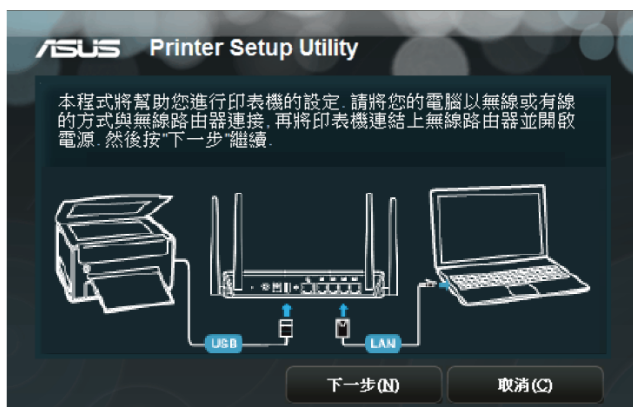 ASUS Printer Setup Utility
本程式將幫助您進行印表機的設定. 請將您的電腦以無線或有線
的方式與無線路由器連接, 再將印表機連結上無線路由器並開啟
電源. 然後按"下一步"繼續.
USB
LAN
下一步(N)
取消(C)